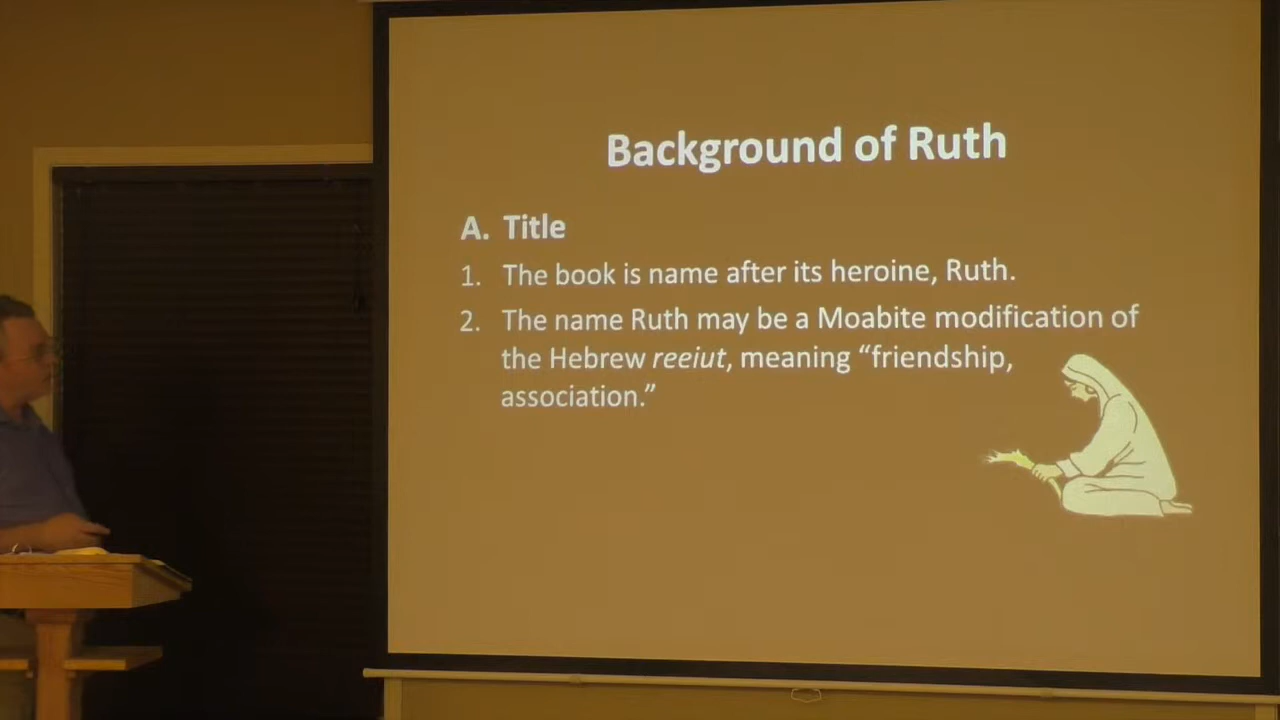 Background of Ruth
A. Title
1. The book is name after its heroine, Ruth.
2. The name Ruth may be a Moabite modification of
the Hebrew reeiut, meaning “friendship,
association.”